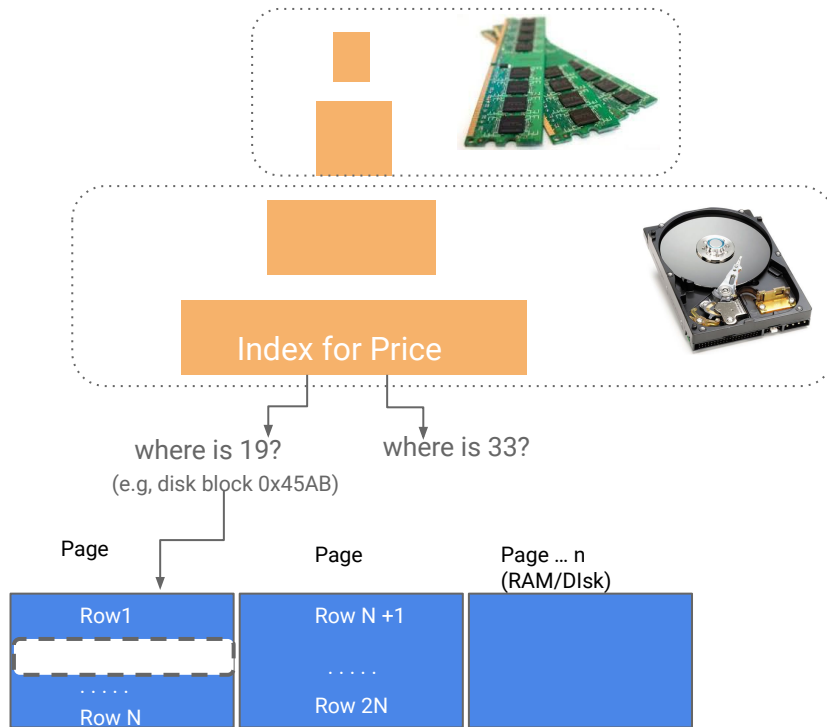 Index for Price
where is 19?
where is 33?
(e.g, disk block 0x45AB)
Page
Page
Page ... n
(RAM/DIsk)
Row1
Row N +1
. . . . .
. . . . .
Row N
Row 2N